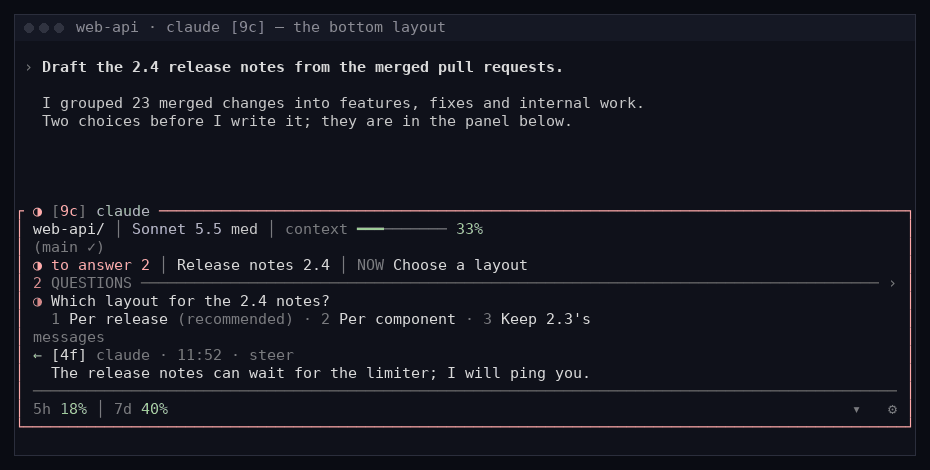 web-api · claude [9c] — the bottom layout
› Draft the 2.4 release notes from the merged pull requests.
I grouped 23 merged changes into features, fixes and internal work.
Two choices before I write it; they are in the panel below.
◑ [9c] claude
web-api/ │ Sonnet 5.5 med │ context 33%
(main ✓)
◑ to answer 2 │ Release notes 2.4 │ NOW Choose a layout
2 QUESTIONS ›
◑ Which layout for the 2.4 notes?
1 Per release (recommended) · 2 Per component · 3 Keep 2.3's
messages
← [4f] claude · 11:52 · steer
The release notes can wait for the limiter; I will ping you.
5h 18% │ 7d 40% ▾ ⚙